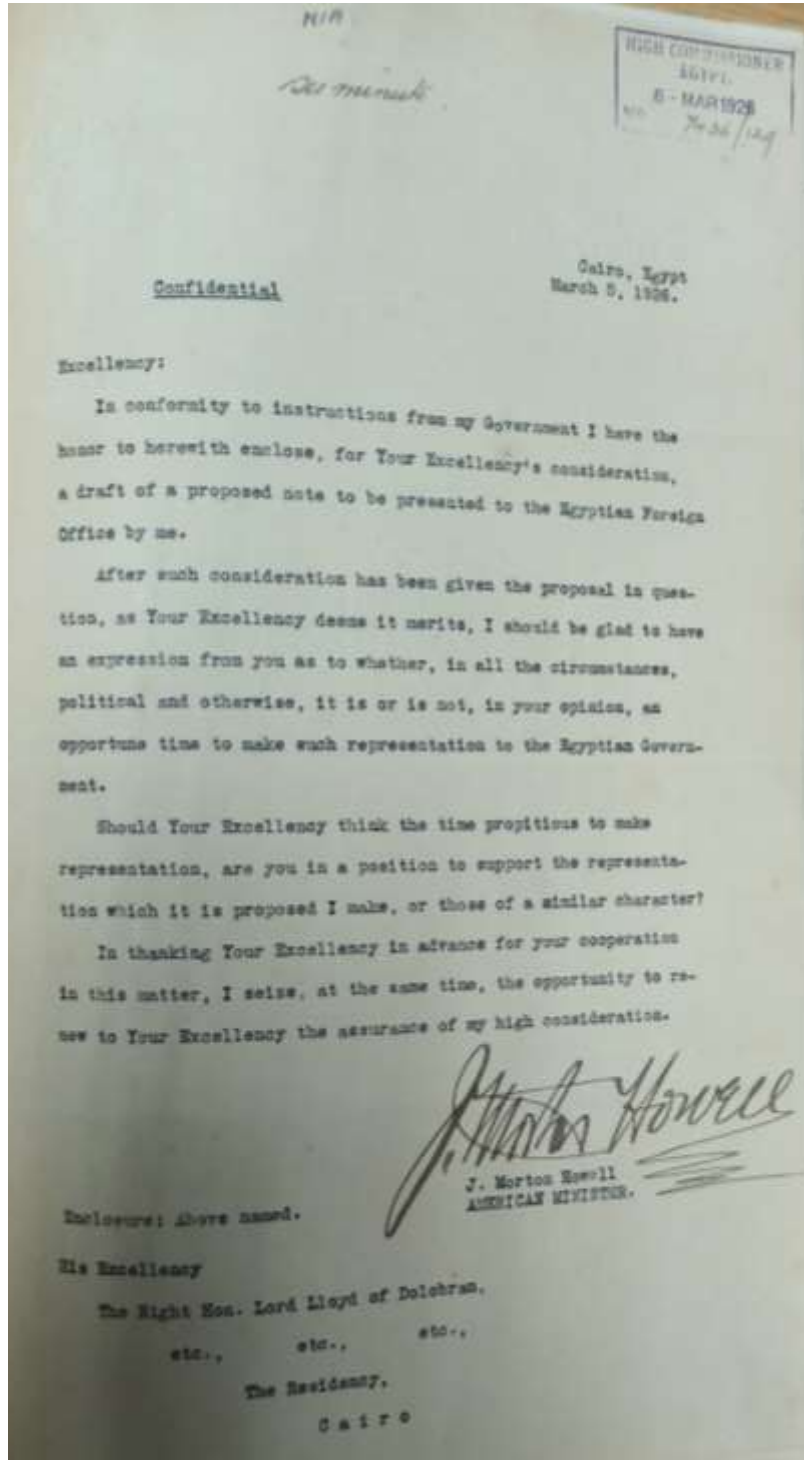 N/A
See minute
HIGH COMMISSIONER
EGYPT.
6 - MAR 1926
Cairo, Egypt
March 5, 1926.
Confidential
Excellency:
In conformity to instructions from my Government I have the
honor to herewith enclose, for Your Excellency's consideration,
a draft of a proposed note to be presented to the Egyptian Foreign
Office by me.
After such consideration has been given the proposal in ques-
tion, as Your Excellency deems it merits, I should be glad to have
an expression from you as to whether, in all the circumstances,
political and otherwise, it is or is not, in your opinion, an
opportune time to make such representation to the Egyptian Govern-
ment.
Should Your Excellency think the time propitious to make
representation, are you in a position to support the representa-
tion which it is proposed I make, or those of a similar character?
In thanking Your Excellency in advance for your cooperation
in this matter, I seize, at the same time, the opportunity to re-
new to Your Excellency the assurance of my high consideration.
J. Morton Howell
J. Morton Howell
AMERICAN MINISTER.
Enclosure: Above named.
His Excellency
The Right Hon. Lord Lloyd of Dolobran,
etc., etc., etc.,
The Residency,
Cairo